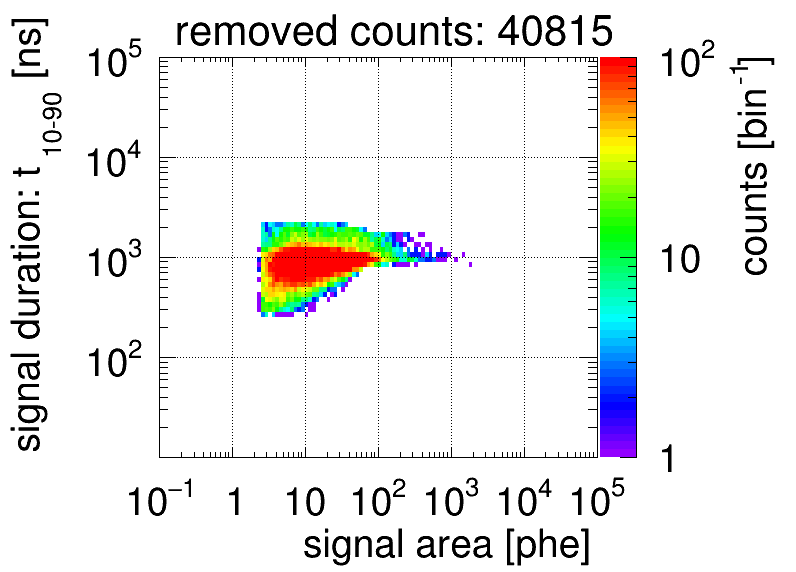 removed counts: 40815
signal duration: t 10-90 [ns]
10^5
10^4
10^3
10^2
10^-1 1 10 10^2 10^3 10^4 10^5
signal area [phe]
10^2
10
1
counts [bin^-1]